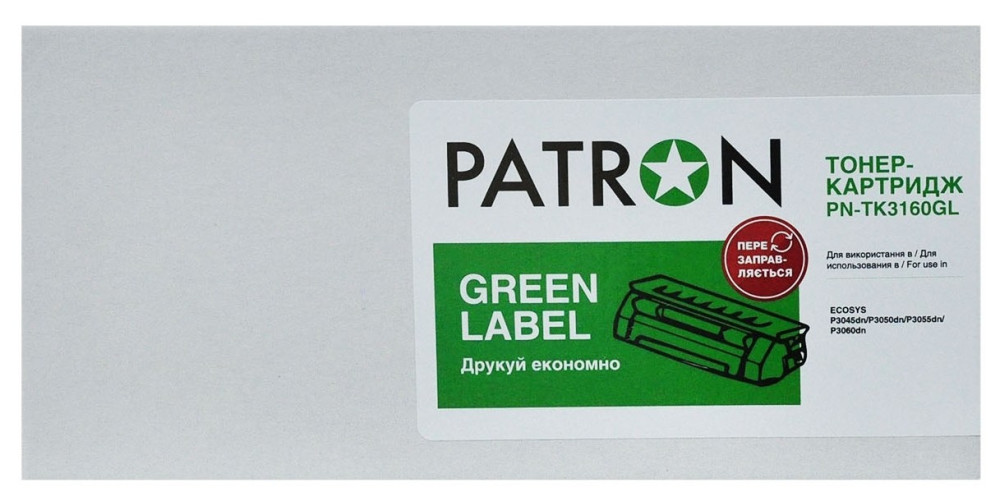 PATRON
GREEN
LABEL
Друкуй економно
ПЕРЕ
ЗАПРАВ-
ЛЯЄТЬСЯ
ТОНЕР-
КАРТРИДЖ
PN-TK3160GL
Для використання в / Для
использования в / For use in
ECOSYS
P3045dn/P3050dn/P3055dn/
P3060dn